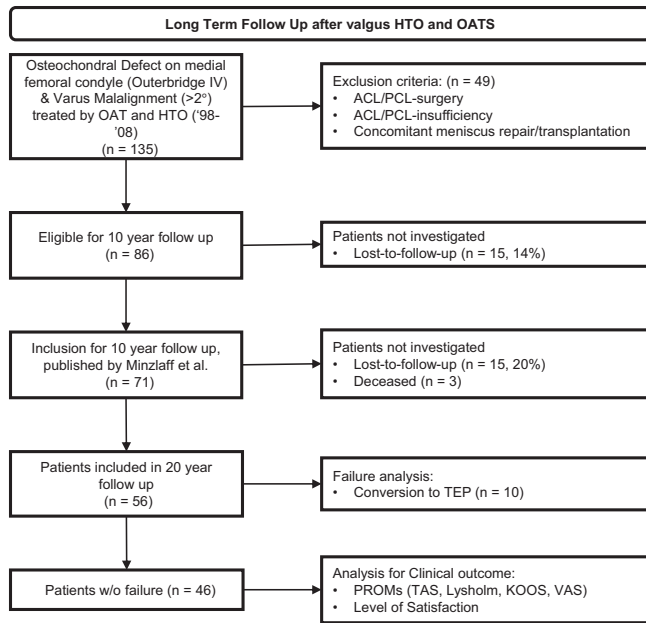 Long Term Follow Up after valgus HTO and OATS
Osteochondral Defect on medial
femoral condyle (Outerbridge IV)
& Varus Malalignment (>2°)
treated by OAT and HTO (‘98-
’08)
(n = 135)
Exclusion criteria: (n = 49)
• ACL/PCL-surgery
• ACL/PCL-insufficiency
• Concomitant meniscus repair/transplantation
Eligible for 10 year follow up
(n = 86)
Patients not investigated
• Lost-to-follow-up (n = 15, 14%)
Inclusion for 10 year follow up,
published by Minzlaff et al.
(n = 71)
Patients not investigated
• Lost-to-follow-up (n = 15, 20%)
• Deceased (n = 3)
Patients included in 20 year
follow up
(n = 56)
Failure analysis:
• Conversion to TEP (n = 10)
Patients w/o failure (n = 46)
Analysis for Clinical outcome:
• PROMs (TAS, Lysholm, KOOS, VAS)
• Level of Satisfaction